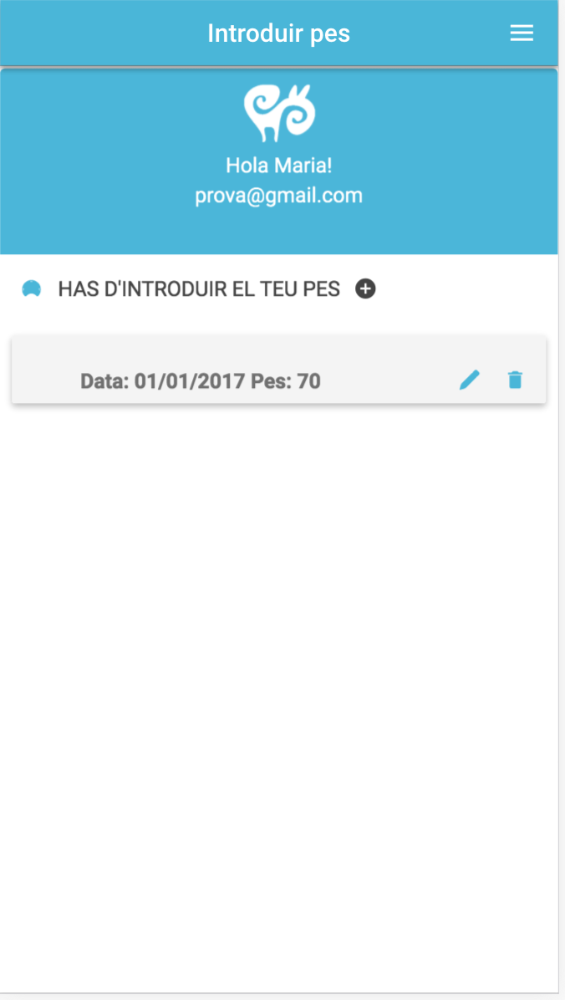 Introduir pes
Hola Maria!
prova@gmail.com
HAS D'INTRODUIR EL TEU PES
Data: 01/01/2017 Pes: 70